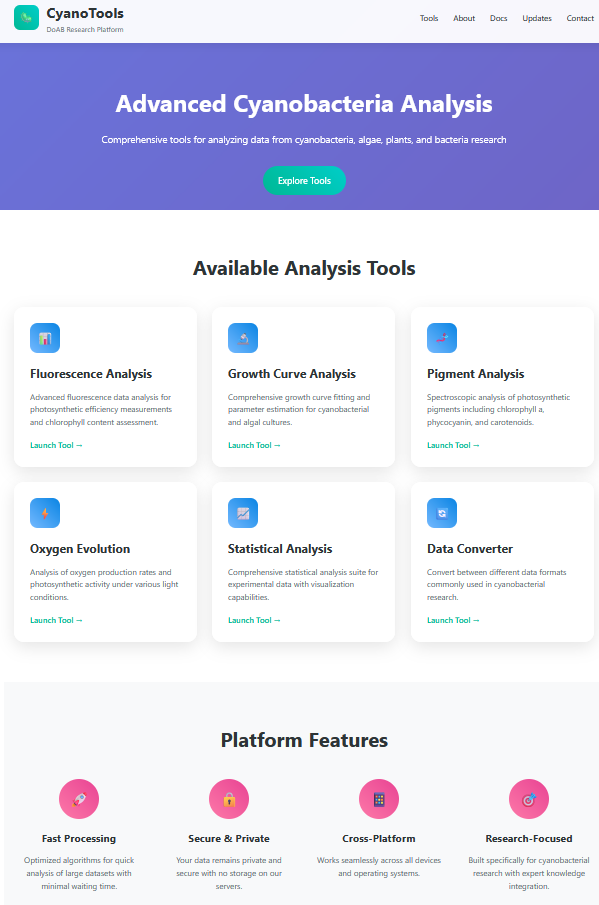 CyanoTools
DoAB Research Platform
Tools About Docs Updates Contact
Advanced Cyanobacteria Analysis
Comprehensive tools for analyzing data from cyanobacteria, algae, plants, and bacteria research
Explore Tools
Available Analysis Tools
Fluorescence Analysis
Advanced fluorescence data analysis for
photosynthetic efficiency measurements
and chlorophyll content assessment.
Launch Tool →
Growth Curve Analysis
Comprehensive growth curve fitting and
parameter estimation for cyanobacterial
and algal cultures.
Launch Tool →
Pigment Analysis
Spectroscopic analysis of photosynthetic
pigments including chlorophyll a,
phycocyanin, and carotenoids.
Launch Tool →
Oxygen Evolution
Analysis of oxygen production rates and
photosynthetic activity under various light
conditions.
Launch Tool →
Statistical Analysis
Comprehensive statistical analysis suite for
experimental data with visualization
capabilities.
Launch Tool →
Data Converter
Convert between different data formats
commonly used in cyanobacterial
research.
Launch Tool →
Platform Features
Fast Processing
Optimized algorithms for quick
analysis of large datasets with
minimal waiting time.
Secure & Private
Your data remains private and
secure with no storage on our
servers.
Cross-Platform
Works seamlessly across all devices
and operating systems.
Research-Focused
Built specifically for cyanobacterial
research with expert knowledge
integration.